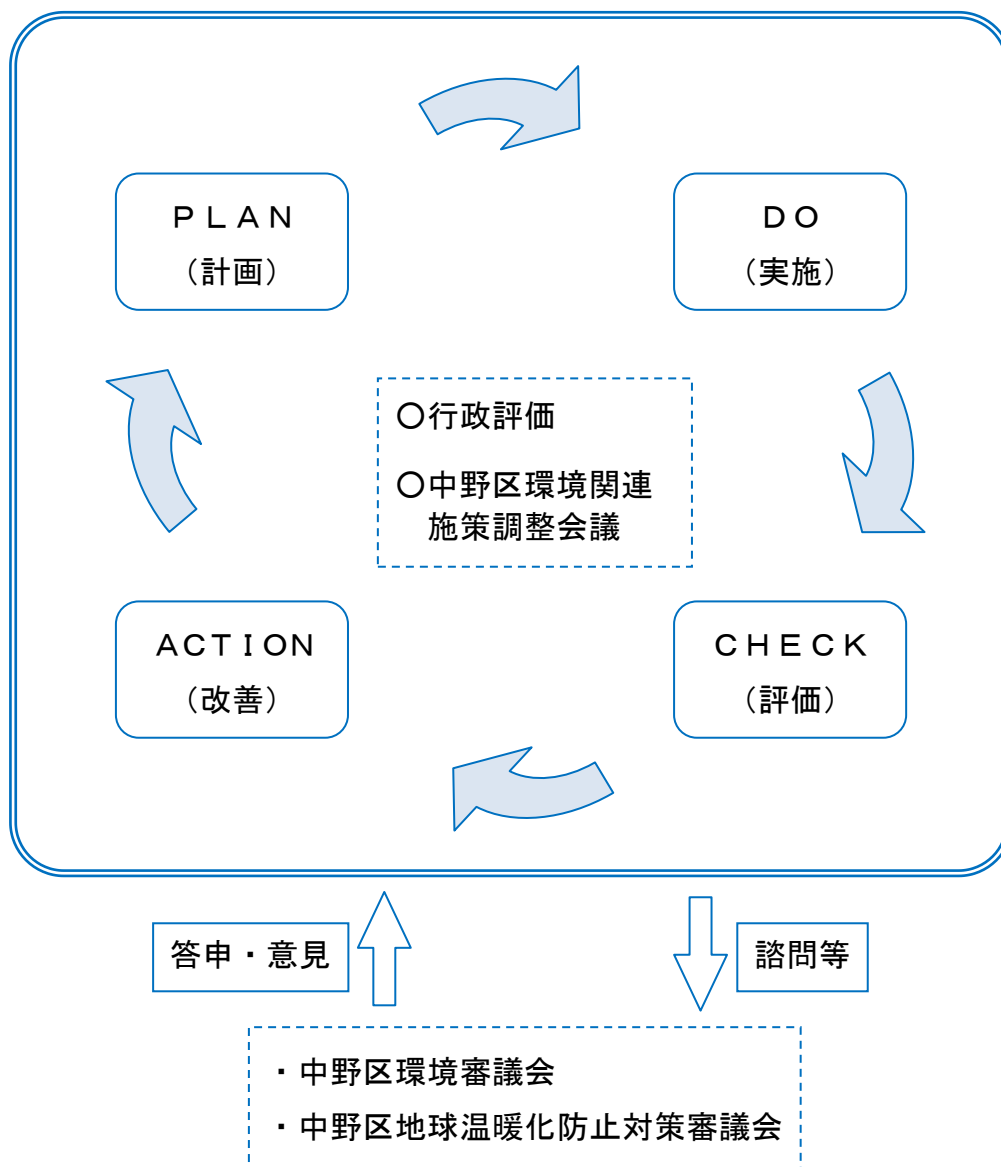 ＰＬＡＮ
（計画）
ＤＯ
（実施）
〇行政評価
〇中野区環境関連
施策調整会議
ＡＣＴＩＯＮ
（改善）
ＣＨＥＣＫ
（評価）
答申・意見
諮問等
・中野区環境審議会
・中野区地球温暖化防止対策審議会